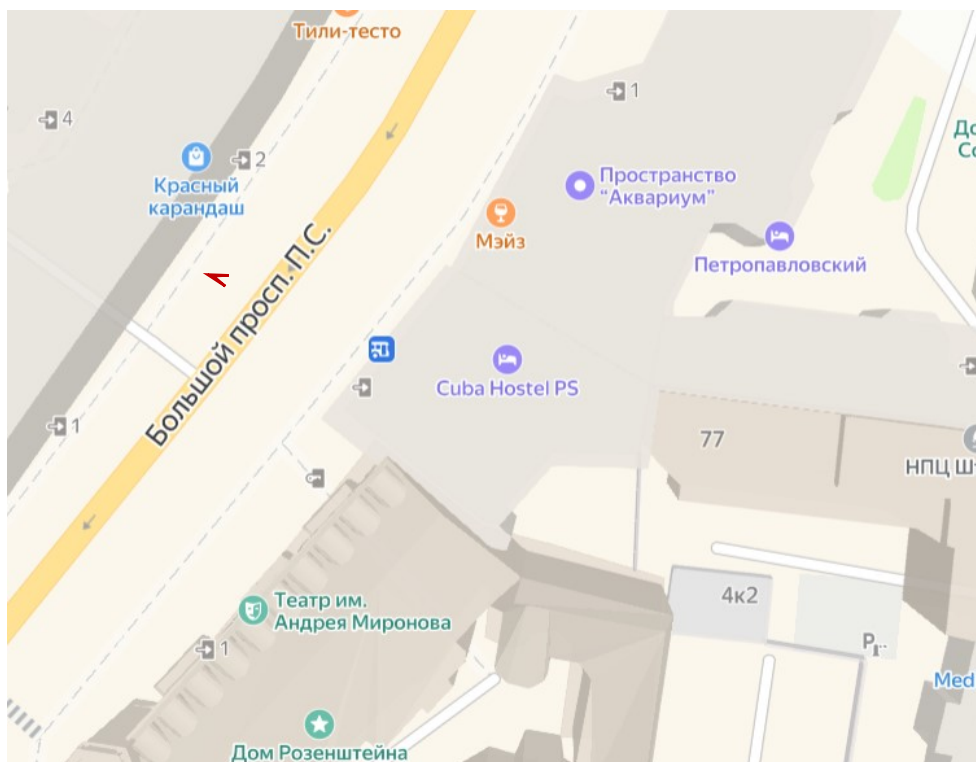 Тили-тесто
1
4
2
Красный
карандаш
Пространство
"Аквариум"
Мэйз
Петропавловский
Большой просп. П.С.
Cuba Hostel PS
1
77
НПЦ
4к2
Театр им.
Андрея Миронова
1
Med
Дом Розенштейна